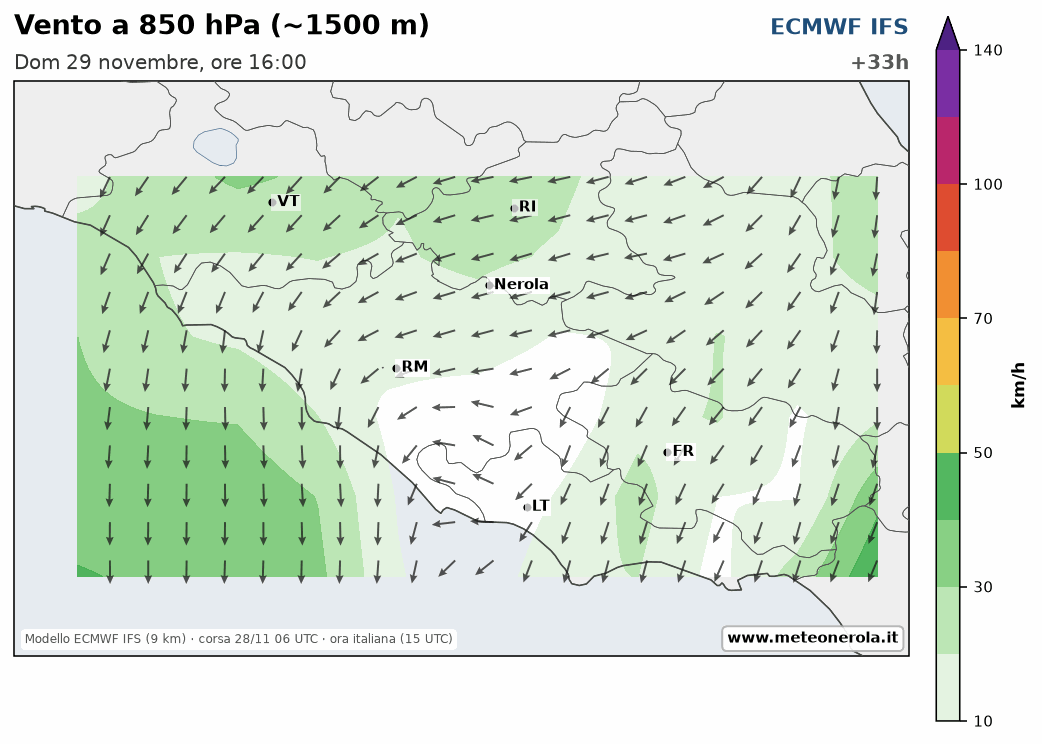 Vento a 850 hPa (~1500 m)
ECMWF IFS
Dom 29 novembre, ore 16:00
+33h
VT
RI
Nerola
RM
FR
LT
140
100
70
50
30
10
km/h
Modello ECMWF IFS (9 km) · corsa 28/11 06 UTC · ora italiana (15 UTC)
www.meteonerola.it